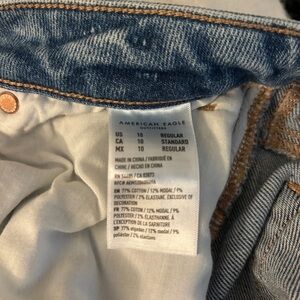 AMERICAN EAGLE
OUTFITTERS
US 10 REGULAR
CA 10 STANDARD
MX 10 REGULAR
MADE IN CHINA / FABRIQUÉ EN
CHINE / HECHO EN CHINA
EN 77% COTTON / 12% MODAL / 9%
POLYESTER / 2% ELASTANE. EXCLUSIVE OF
DECORATION
FR 77% COTON / 12% MODAL / 9%
POLYESTER / 2% ÉLASTHANNE. À
L'EXCEPTION DE LA GARNITURE
SP 77% algodón / 12% modal / 9%
poliéster / 2% elastano